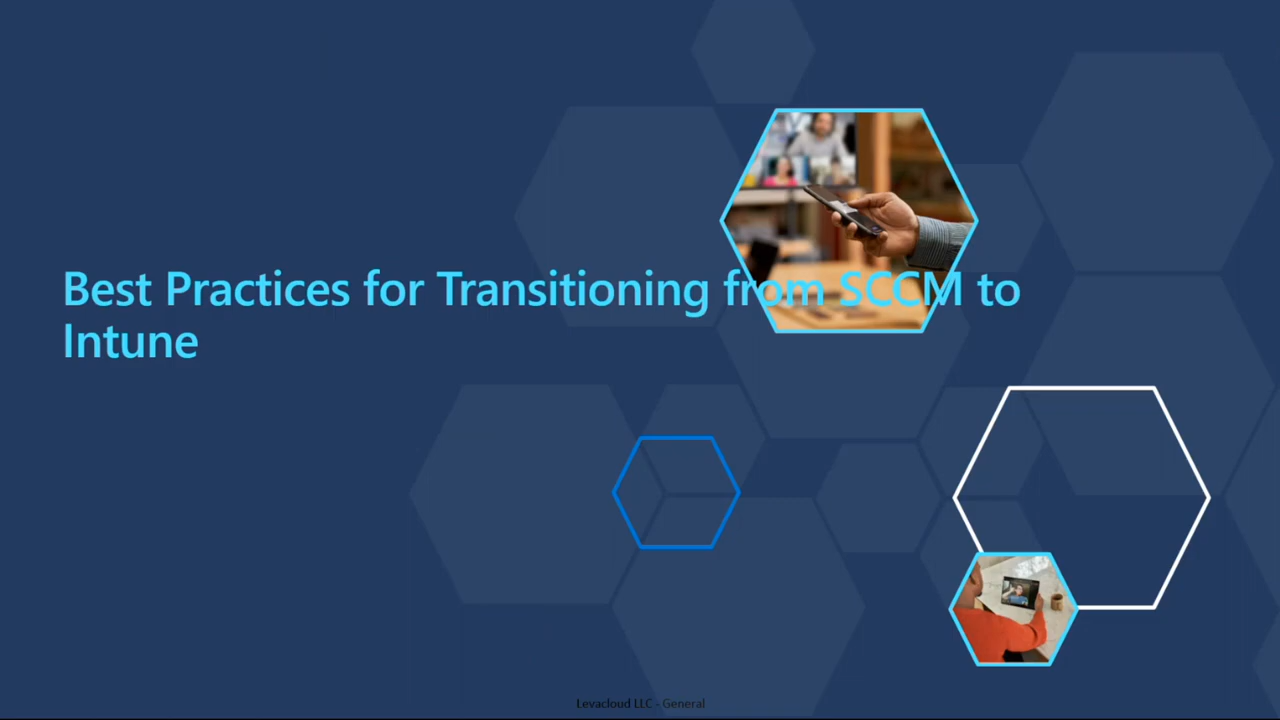 Best Practices for Transitioning from SCCM to
Intune
Levacloud LLC - General